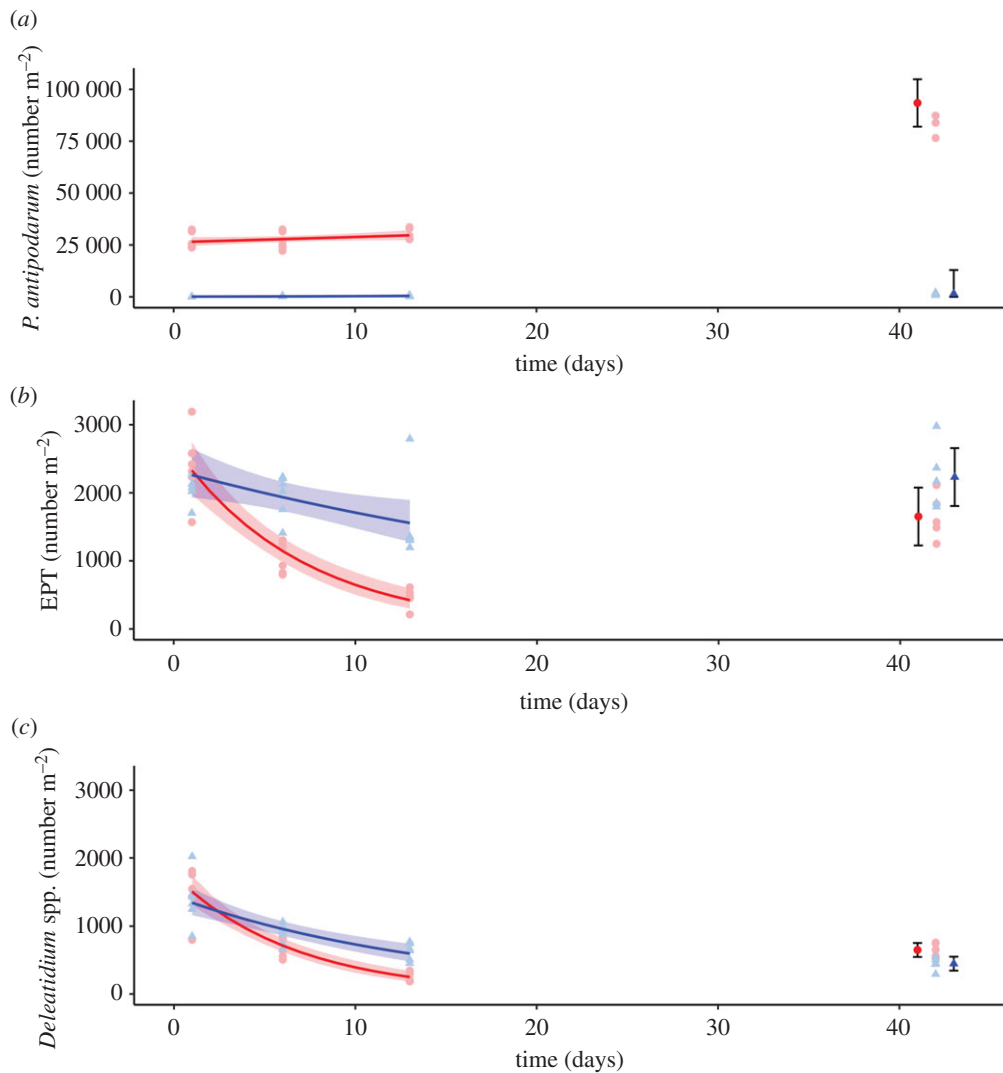 (a)
P. antipodarum (number m−2)
100 000
75 000
50 000
25 000
0
0 10 20 30 40
time (days)
(b)
EPT (number m−2)
3000
2000
1000
0
0 10 20 30 40
time (days)
(c)
Deleatidium spp. (number m−2)
3000
2000
1000
0
0 10 20 30 40
time (days)